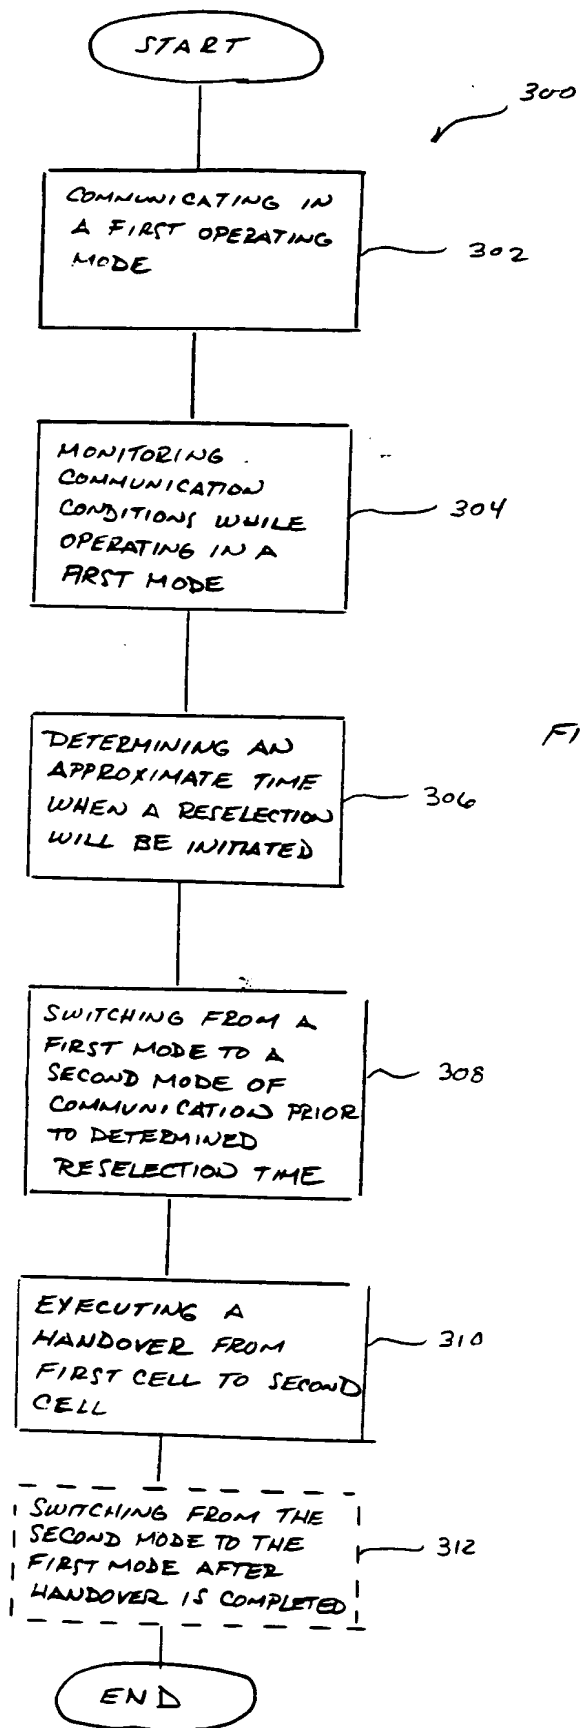 START
300
COMMUNICATING IN
A FIRST OPERATING
MODE
302
MONITORING
COMMUNICATION
CONDITIONS WHILE
OPERATING IN A
FIRST MODE
304
DETERMINING AN
APPROXIMATE TIME
WHEN A RESELECTION
WILL BE INITIATED
306
FI
SWITCHING FROM A
FIRST MODE TO A
SECOND MODE OF
COMMUNICATION PRIOR
TO DETERMINED
RESELECTION TIME
308
EXECUTING A
HANDOVER FROM
FIRST CELL TO SECOND
CELL
310
SWITCHING FROM THE
SECOND MODE TO THE
FIRST MODE AFTER
HANDOVER IS COMPLETED
312
END